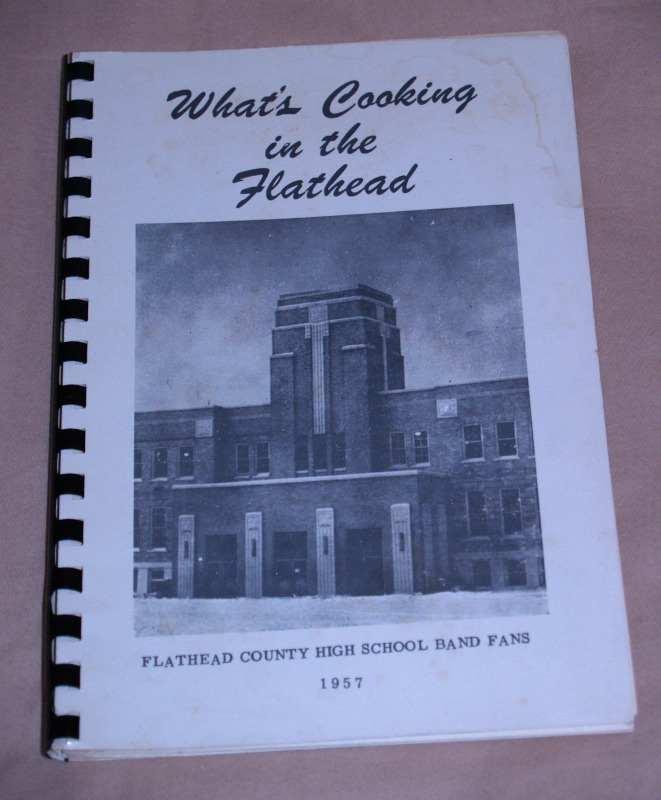 What's Cooking
in the
Flathead
FLATHEAD COUNTY HIGH SCHOOL BAND FANS
1957